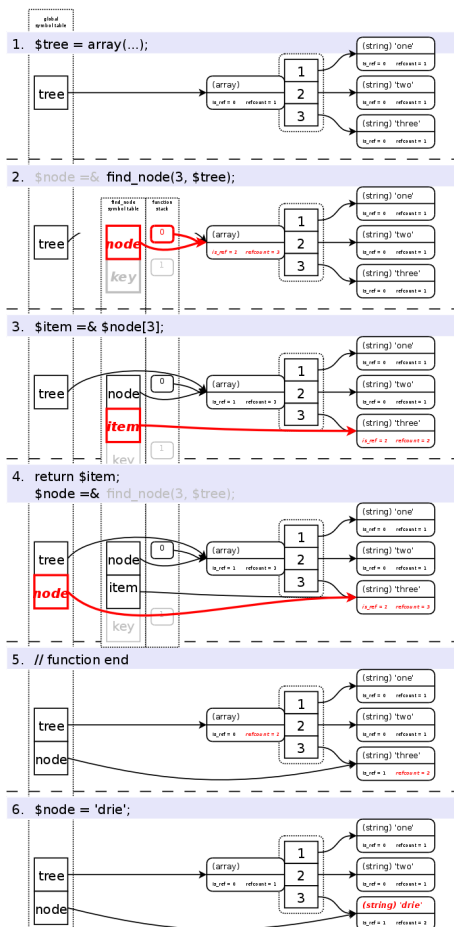 global
symbol table
1. $tree = array(...);
tree
(array)
is_ref = 0 refcount = 1
1
2
3
(string) 'one'
is_ref = 0 refcount = 1
(string) 'two'
is_ref = 0 refcount = 1
(string) 'three'
is_ref = 0 refcount = 1
2. $node =& find_node(3, $tree);
find_node
symbol table
function
stack
tree
node
key
0
1
(array)
is_ref = 1 refcount = 3
1
2
3
(string) 'one'
is_ref = 0 refcount = 1
(string) 'two'
is_ref = 0 refcount = 1
(string) 'three'
is_ref = 0 refcount = 1
3. $item =& $node[3];
tree
node
item
key
0
1
(array)
is_ref = 1 refcount = 3
1
2
3
(string) 'one'
is_ref = 0 refcount = 1
(string) 'two'
is_ref = 0 refcount = 1
(string) 'three'
is_ref = 1 refcount = 2
4. return $item;
$node =& find_node(3, $tree);
tree
node
node
item
key
0
1
(array)
is_ref = 1 refcount = 3
1
2
3
(string) 'one'
is_ref = 0 refcount = 1
(string) 'two'
is_ref = 0 refcount = 1
(string) 'three'
is_ref = 1 refcount = 3
5. // function end
tree
node
(array)
is_ref = 0 refcount = 1
1
2
3
(string) 'one'
is_ref = 0 refcount = 1
(string) 'two'
is_ref = 0 refcount = 1
(string) 'three'
is_ref = 1 refcount = 2
6. $node = 'drie';
tree
node
(array)
is_ref = 0 refcount = 1
1
2
3
(string) 'one'
is_ref = 0 refcount = 1
(string) 'two'
is_ref = 0 refcount = 1
(string) 'drie'
is_ref = 1 refcount = 2